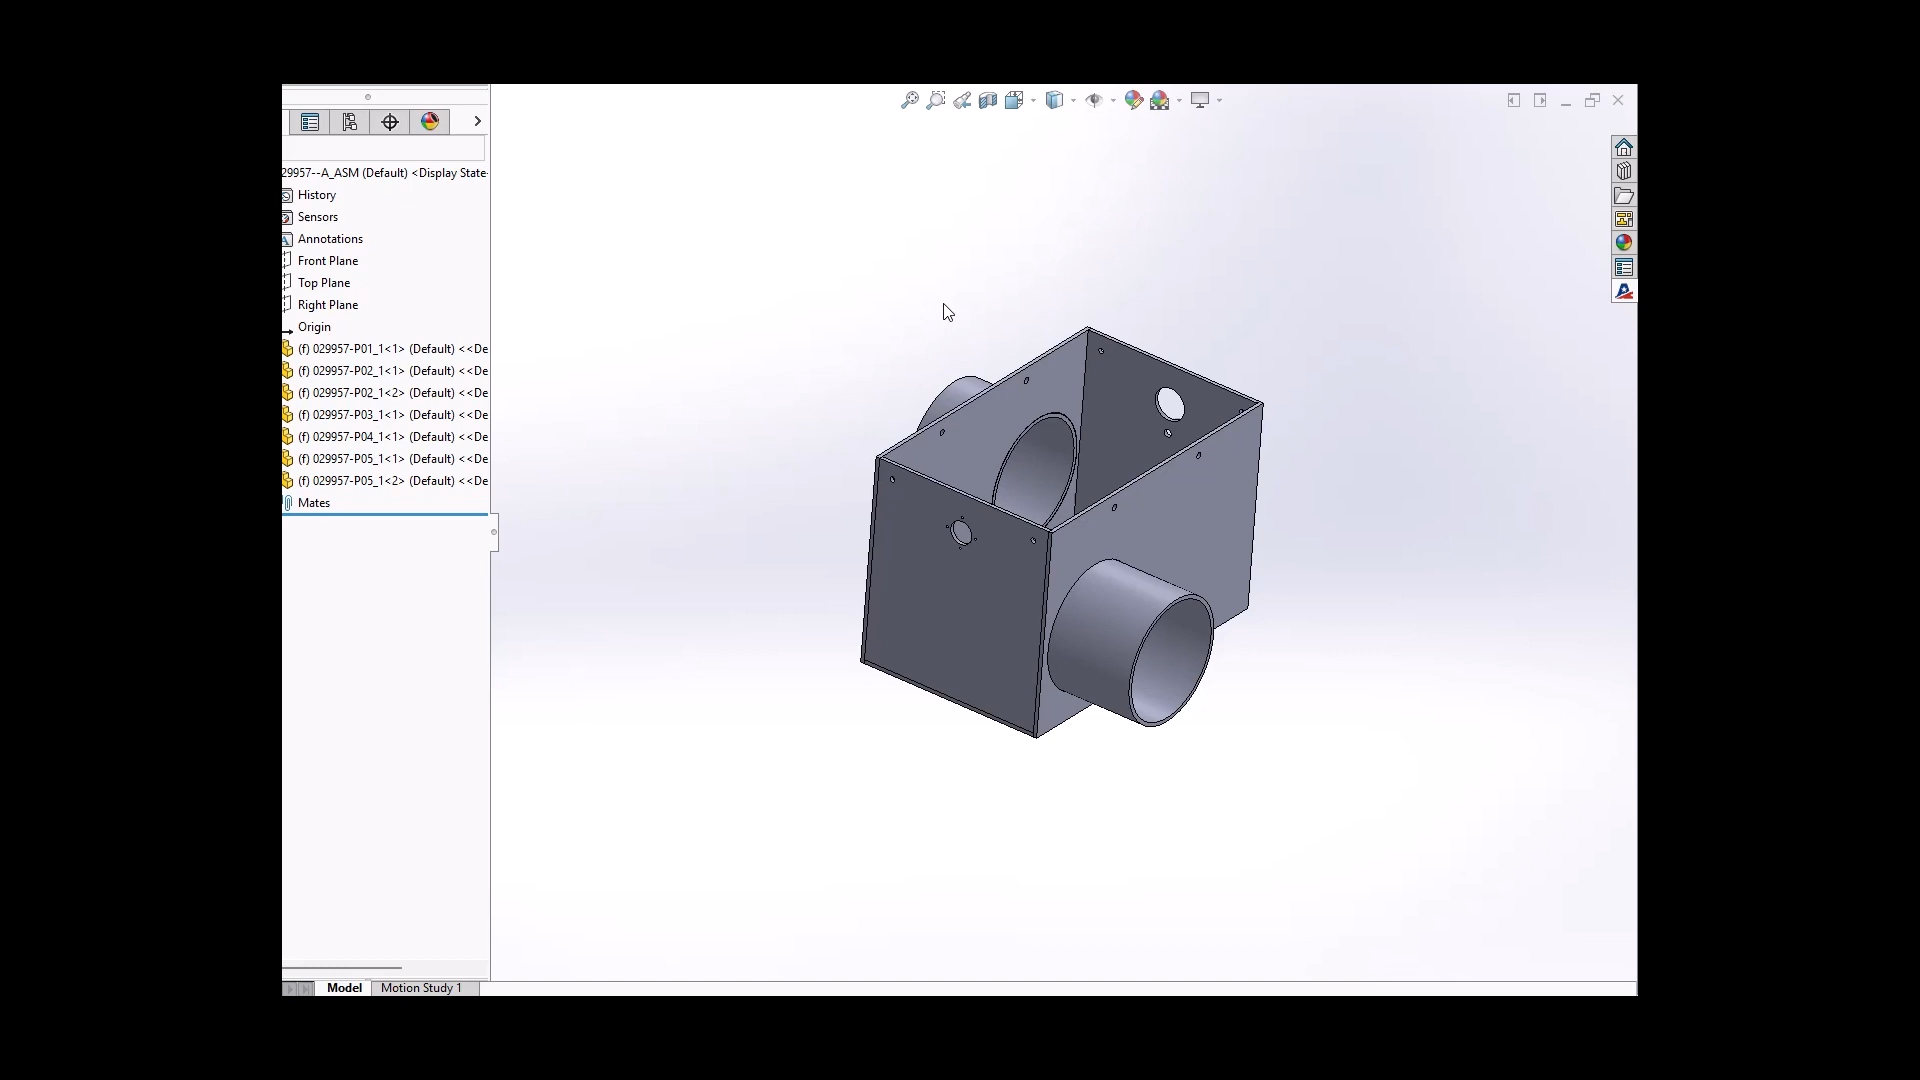 29957--A_ASM (Default) <Display State-
History
Sensors
Annotations
Front Plane
Top Plane
Right Plane
Origin
(f) 029957-P01_1<1> (Default) <<De
(f) 029957-P02_1<1> (Default) <<De
(f) 029957-P02_1<2> (Default) <<De
(f) 029957-P03_1<1> (Default) <<De
(f) 029957-P04_1<1> (Default) <<De
(f) 029957-P05_1<1> (Default) <<De
(f) 029957-P05_1<2> (Default) <<De
Mates
Model
Motion Study 1